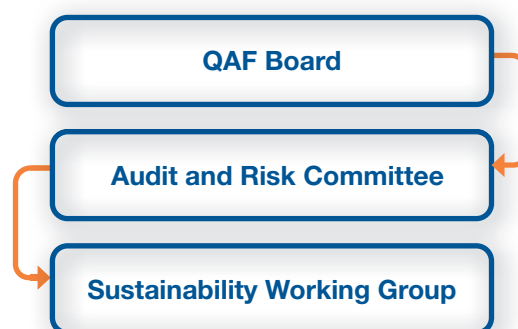 QAF Board
Audit and Risk Committee
Sustainability Working Group